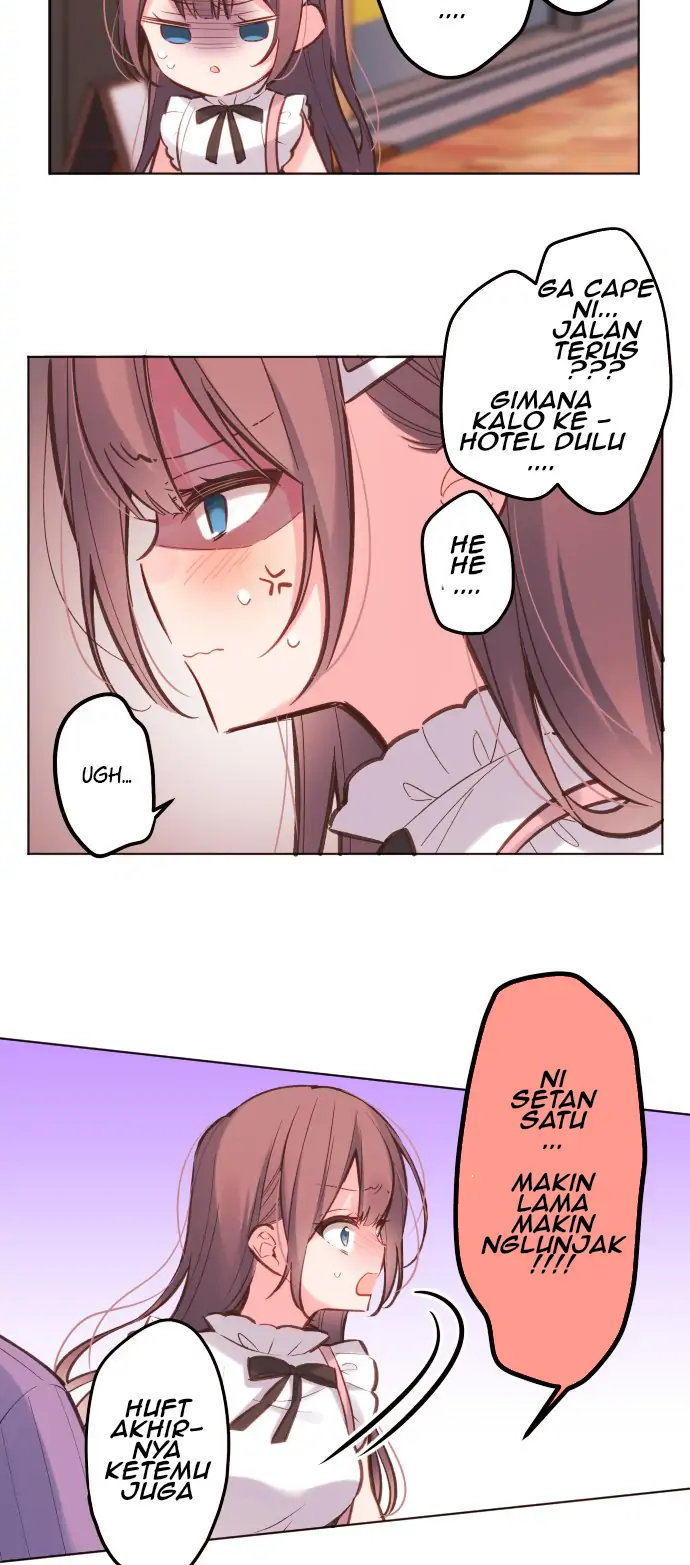 ....
GA CAPE
NI...
JALAN
TERUS
???
GIMANA
KALO KE -
HOTEL DULU
....
HE
HE
....
UGH...
NI
SETAN
SATU
...
MAKIN
LAMA
MAKIN
NGLUNJAK
!!!!
HUFT
AKHIR-
NYA
KETEMU
JUGA